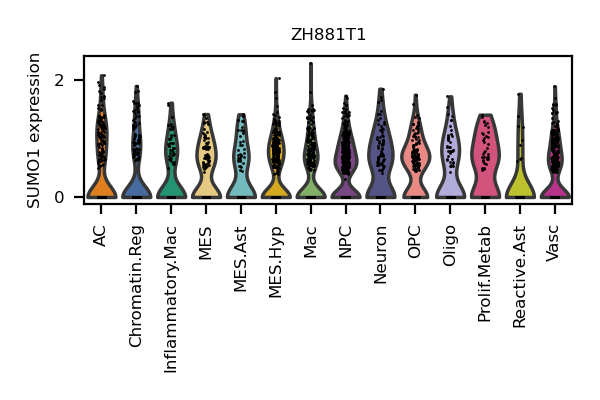 ZH881T1
SUMO1 expression
2
0
AC
Chromatin.Reg
Inflammatory.Mac
MES
MES.Ast
MES.Hyp
Mac
NPC
Neuron
OPC
Oligo
Prolif.Metab
Reactive.Ast
Vasc